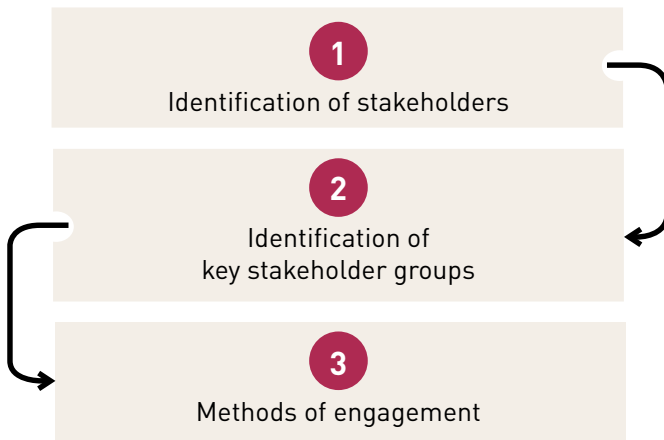 1
Identification of stakeholders
2
Identification of
key stakeholder groups
3
Methods of engagement